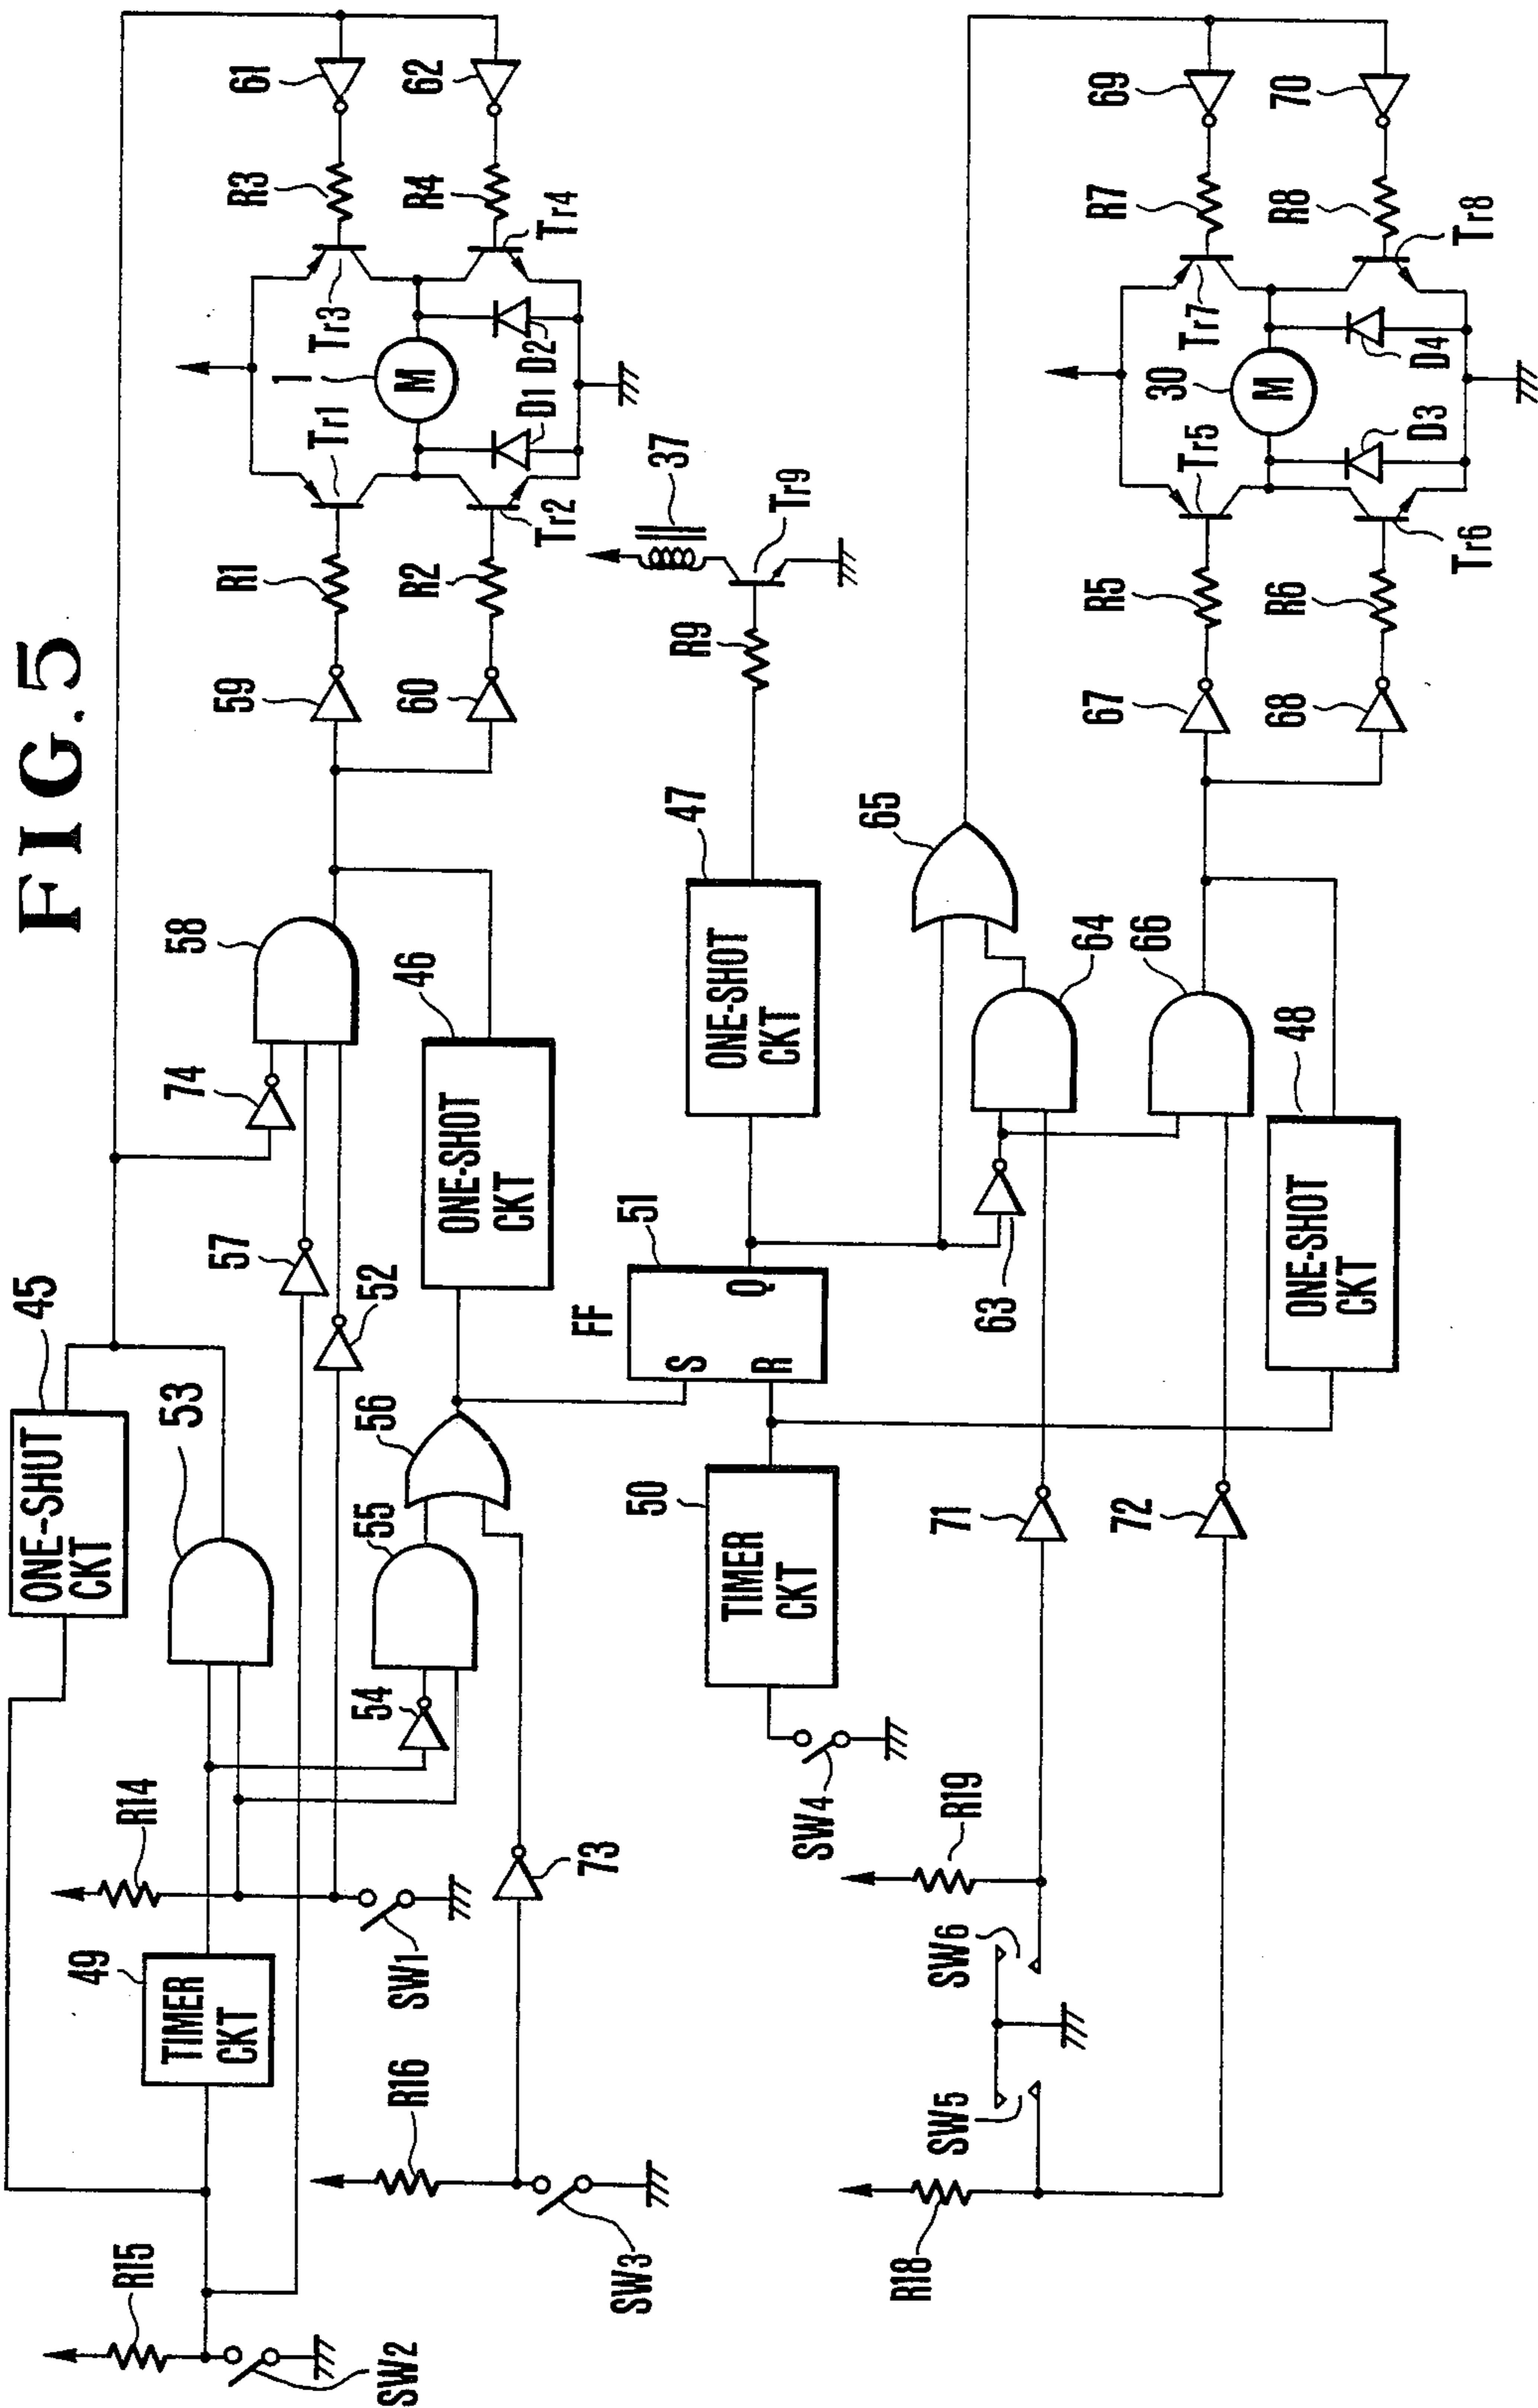 FIG. 5
45
ONE-SHUT
CKT
53
49
TIMER
CKT
R15
SW2
R14
SW1
R16
SW3
54
55
56
73
57
52
74
58
46
ONE-SHOT
CKT
59
60
R1
R2
Tr1
Tr2
1
M
D1
D2
Tr3
Tr4
R3
R4
61
62
50
TIMER
CKT
SW4
FF
51
S
R
Q
47
ONE-SHOT
CKT
R9
37
Tr9
R18
SW5
SW6
R19
71
72
63
64
65
66
48
ONE-SHOT
CKT
67
68
R5
R6
Tr5
Tr6
30
M
D3
D4
Tr7
Tr8
R7
R8
69
70